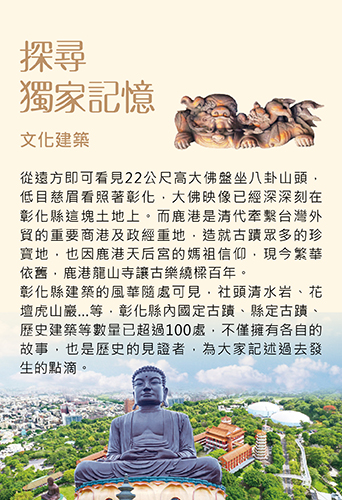 探尋
獨家記憶
文化建築
從遠方即可看見22公尺高大佛盤坐八卦山頭，
低目慈眉看照著彰化，大佛映像已經深深刻在
彰化縣這塊土地上。而鹿港是清代牽繫台灣外
貿的重要商港及政經重地，造就古蹟眾多的珍
寶地，也因鹿港天后宮的媽祖信仰，現今繁華
依舊，鹿港龍山寺讓古樂繞樑百年。
彰化縣建築的風華隨處可見，社頭清水岩、花
壇虎山巖...等，彰化縣內國定古蹟、縣定古蹟、
歷史建築等數量已超過100處，不僅擁有各自的
故事，也是歷史的見證者，為大家記述過去發
生的點滴。